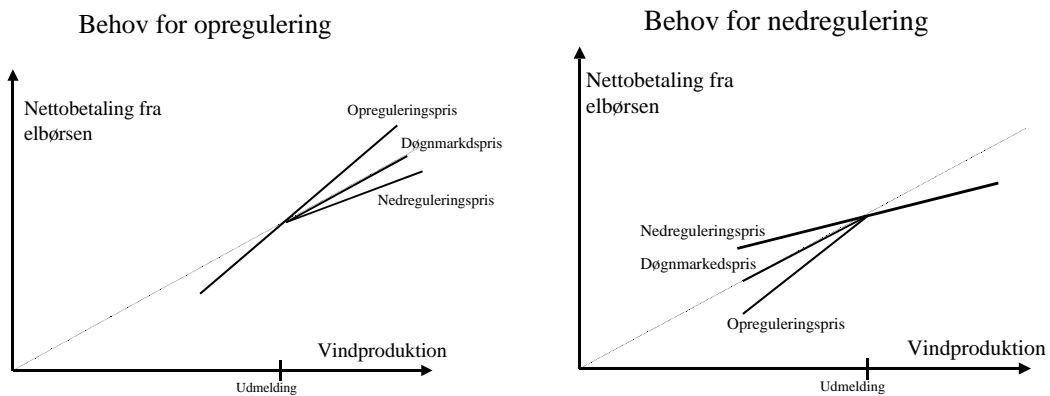 Behov for opregulering
Nettobetaling fra
elbørsen
Opreguleringspris
Døgnmarkdspris
Nedreguleringspris
Vindproduktion
Udmelding
Behov for nedregulering
Nettobetaling fra
elbørsen
Nedreguleringspris
Døgnmarkedspris
Opreguleringspris
Vindproduktion
Udmelding